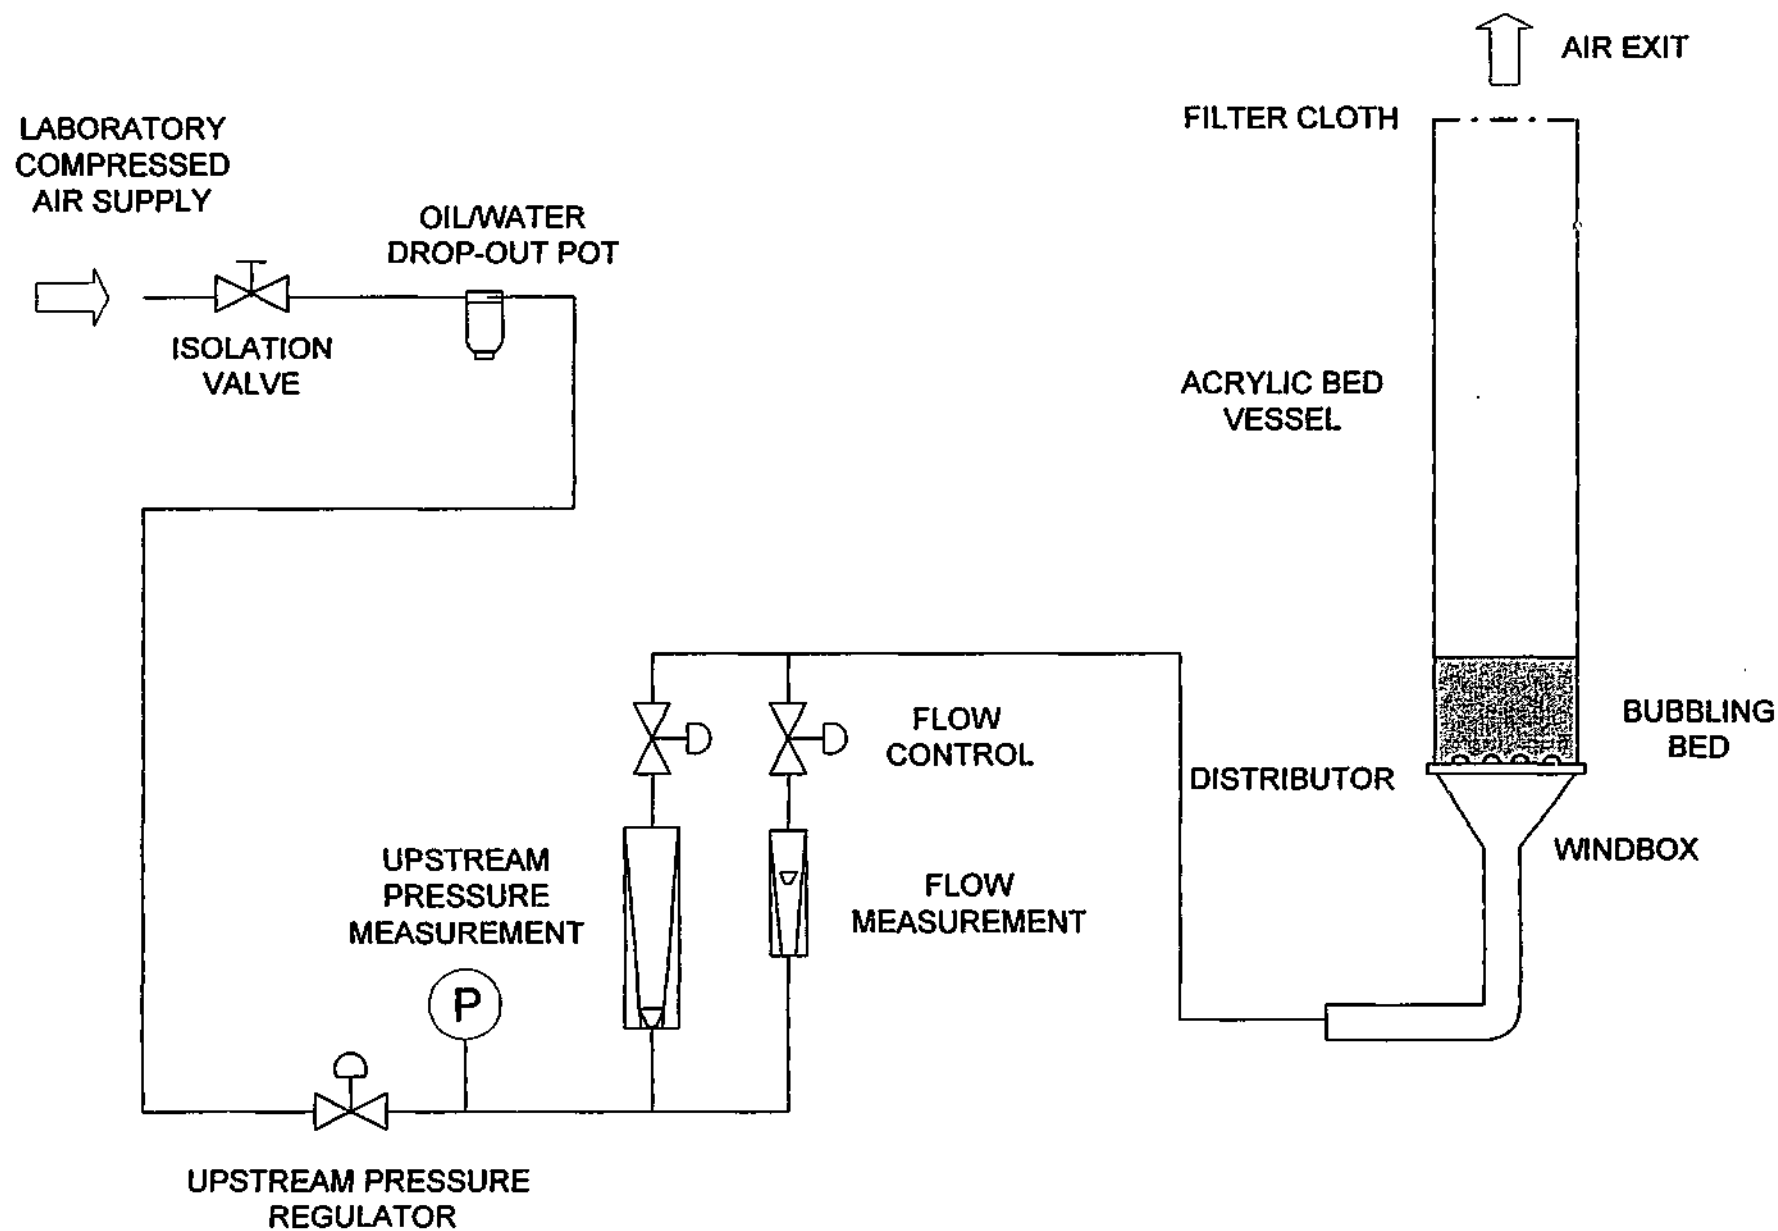 AIR EXIT
FILTER CLOTH
LABORATORY
COMPRESSED
AIR SUPPLY
OIL/WATER
DROP-OUT POT
ISOLATION
VALVE
ACRYLIC BED
VESSEL
BUBBLING
BED
FLOW
CONTROL
DISTRIBUTOR
WINDBOX
UPSTREAM
PRESSURE
MEASUREMENT
FLOW
MEASUREMENT
P
UPSTREAM PRESSURE
REGULATOR